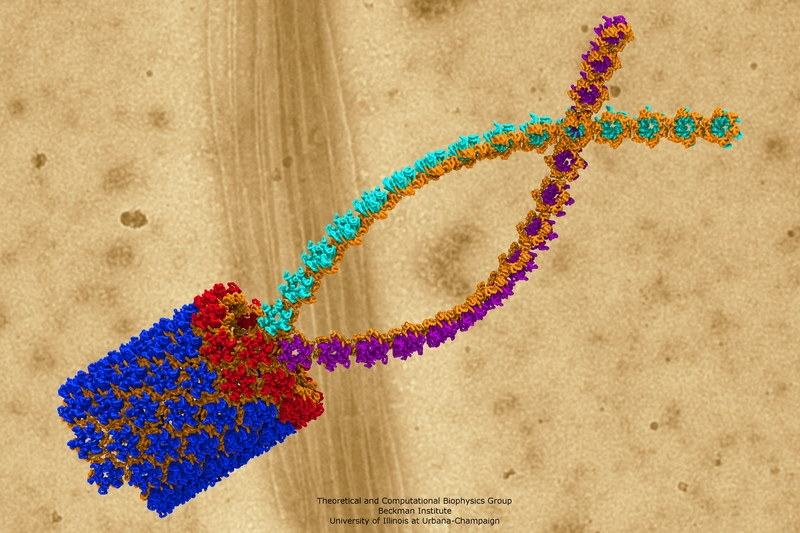 Theoretical and Computational Biophysics Group
Beckman Institute
University of Illinois at Urbana-Champaign